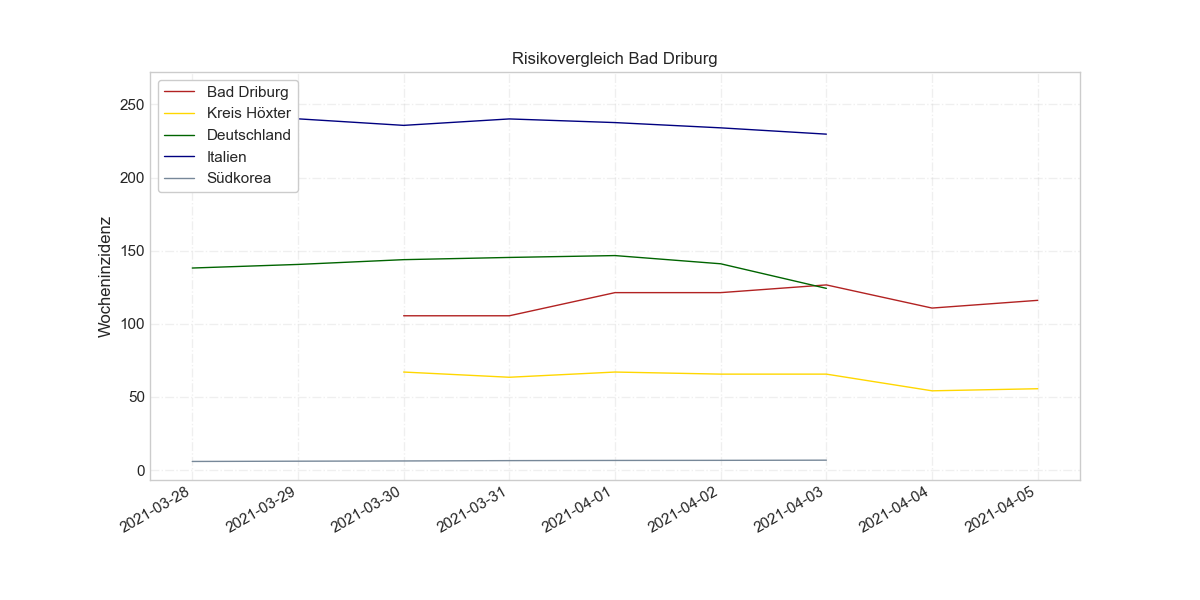 Risikovergleich Bad Driburg
Bad Driburg
Kreis Höxter
Deutschland
Italien
Südkorea
Wocheninzidenz
250
200
150
100
50
0
2021-03-28
2021-03-29
2021-03-30
2021-03-31
2021-04-01
2021-04-02
2021-04-03
2021-04-04
2021-04-05